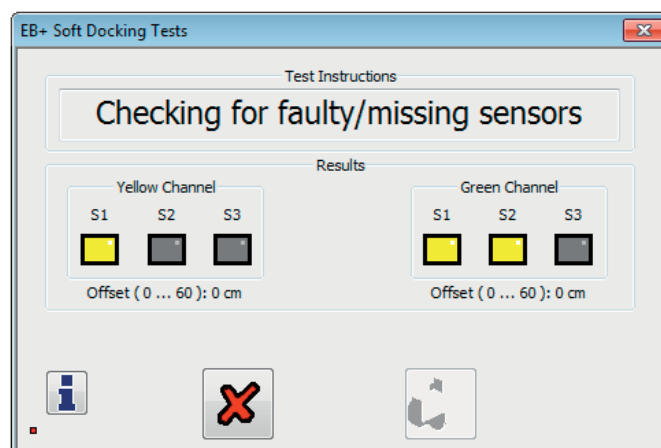 EB+ Soft Docking Tests
Test Instructions
Checking for faulty/missing sensors
Results
Yellow Channel
Green Channel
S1 S2 S3
S1 S2 S3
Offset ( 0 ... 60 ): 0 cm
Offset ( 0 ... 60 ): 0 cm
i